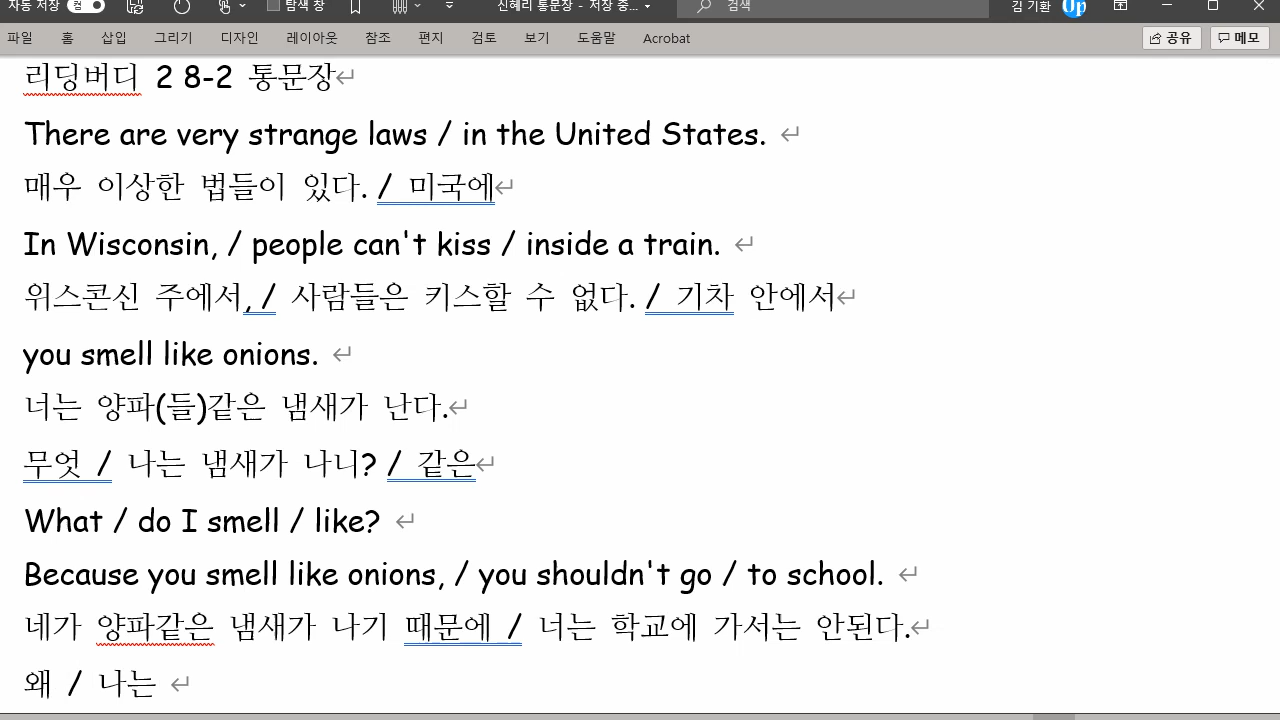 자동 저장 컴 탐색 창 신혜리 통문장 - 저장 중... 검색 김 기환
파일 홈 삽입 그리기 디자인 레이아웃 참조 편지 검토 보기 도움말 Acrobat 공유 메모
리딩버디 2 8-2 통문장
There are very strange laws / in the United States.
매우 이상한 법들이 있다. / 미국에
In Wisconsin, / people can't kiss / inside a train.
위스콘신 주에서, / 사람들은 키스할 수 없다. / 기차 안에서
you smell like onions.
너는 양파(들)같은 냄새가 난다.
무엇 / 나는 냄새가 나니? / 같은
What / do I smell / like?
Because you smell like onions, / you shouldn't go / to school.
네가 양파같은 냄새가 나기 때문에 / 너는 학교에 가서는 안된다.
왜 / 나는